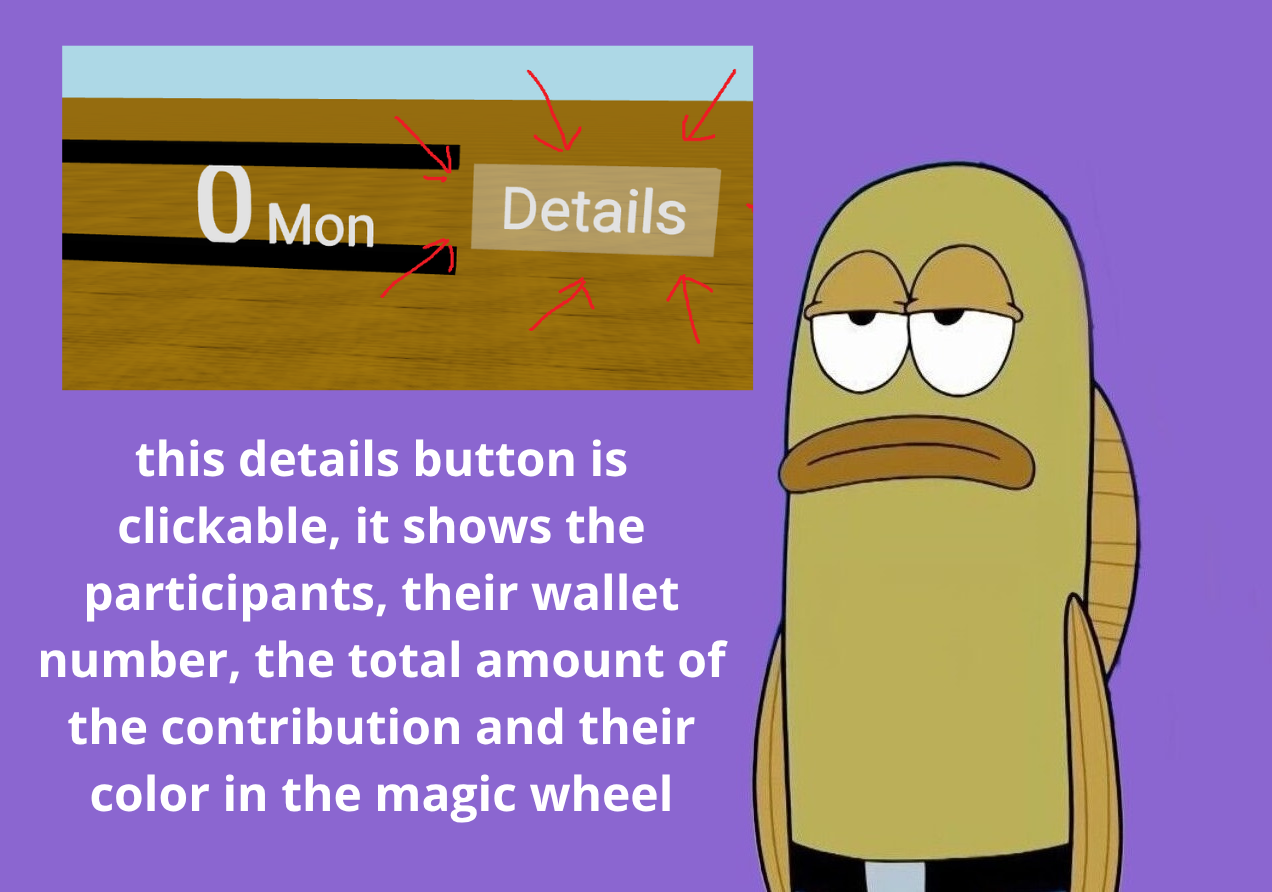 0 Mon
Details
this details button is
clickable, it shows the
participants, their wallet
number, the total amount of
the contribution and their
color in the magic wheel